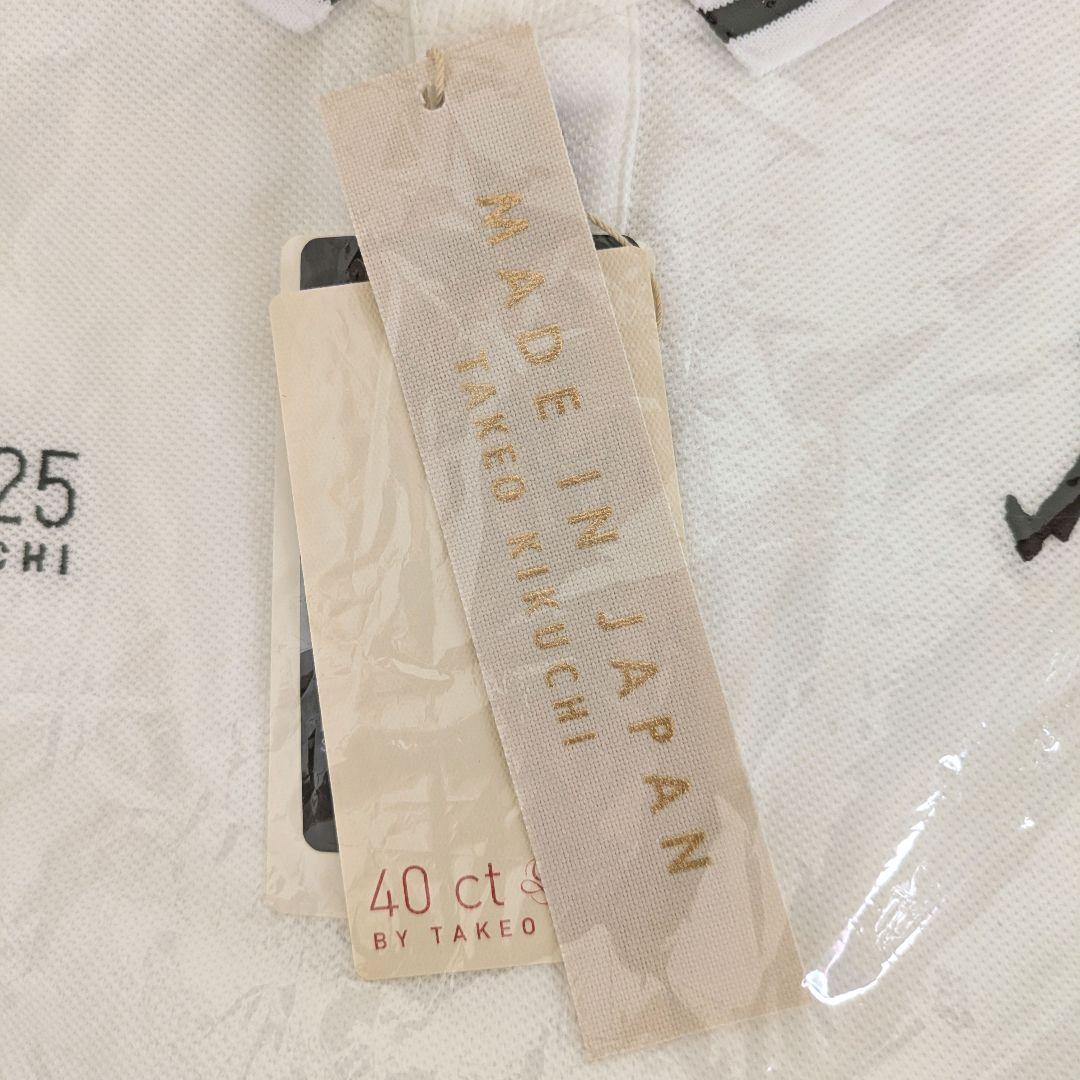 MADE IN JAPAN
TAKEO KIKUCHI
40 ct &
BY TAKEO
25
CHI